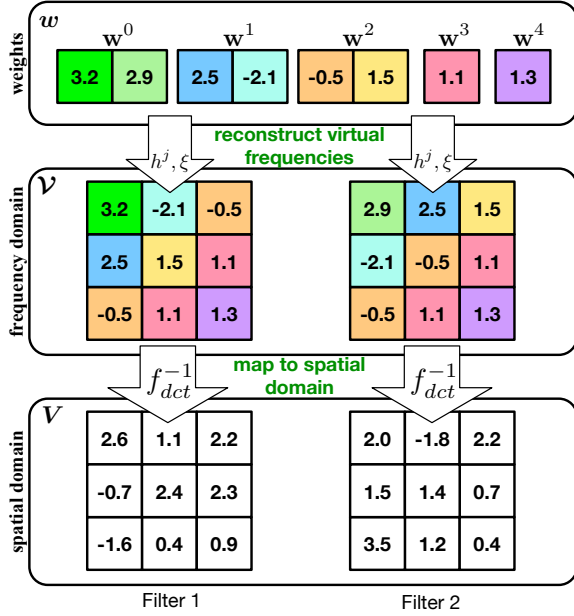 weights
w
w^0 w^1 w^2 w^3 w^4
3.2 2.9 2.5 -2.1 -0.5 1.5 1.1 1.3
reconstruct virtual
frequencies
h^j, ξ h^j, ξ
frequency domain
V
3.2 -2.1 -0.5 2.9 2.5 1.5
2.5 1.5 1.1 -2.1 -0.5 1.1
-0.5 1.1 1.3 -0.5 1.1 1.3
map to spatial
domain
f_{dct}^{-1} f_{dct}^{-1}
spatial domain
V
2.6 1.1 2.2 2.0 -1.8 2.2
-0.7 2.4 2.3 1.5 1.4 0.7
-1.6 0.4 0.9 3.5 1.2 0.4
Filter 1 Filter 2